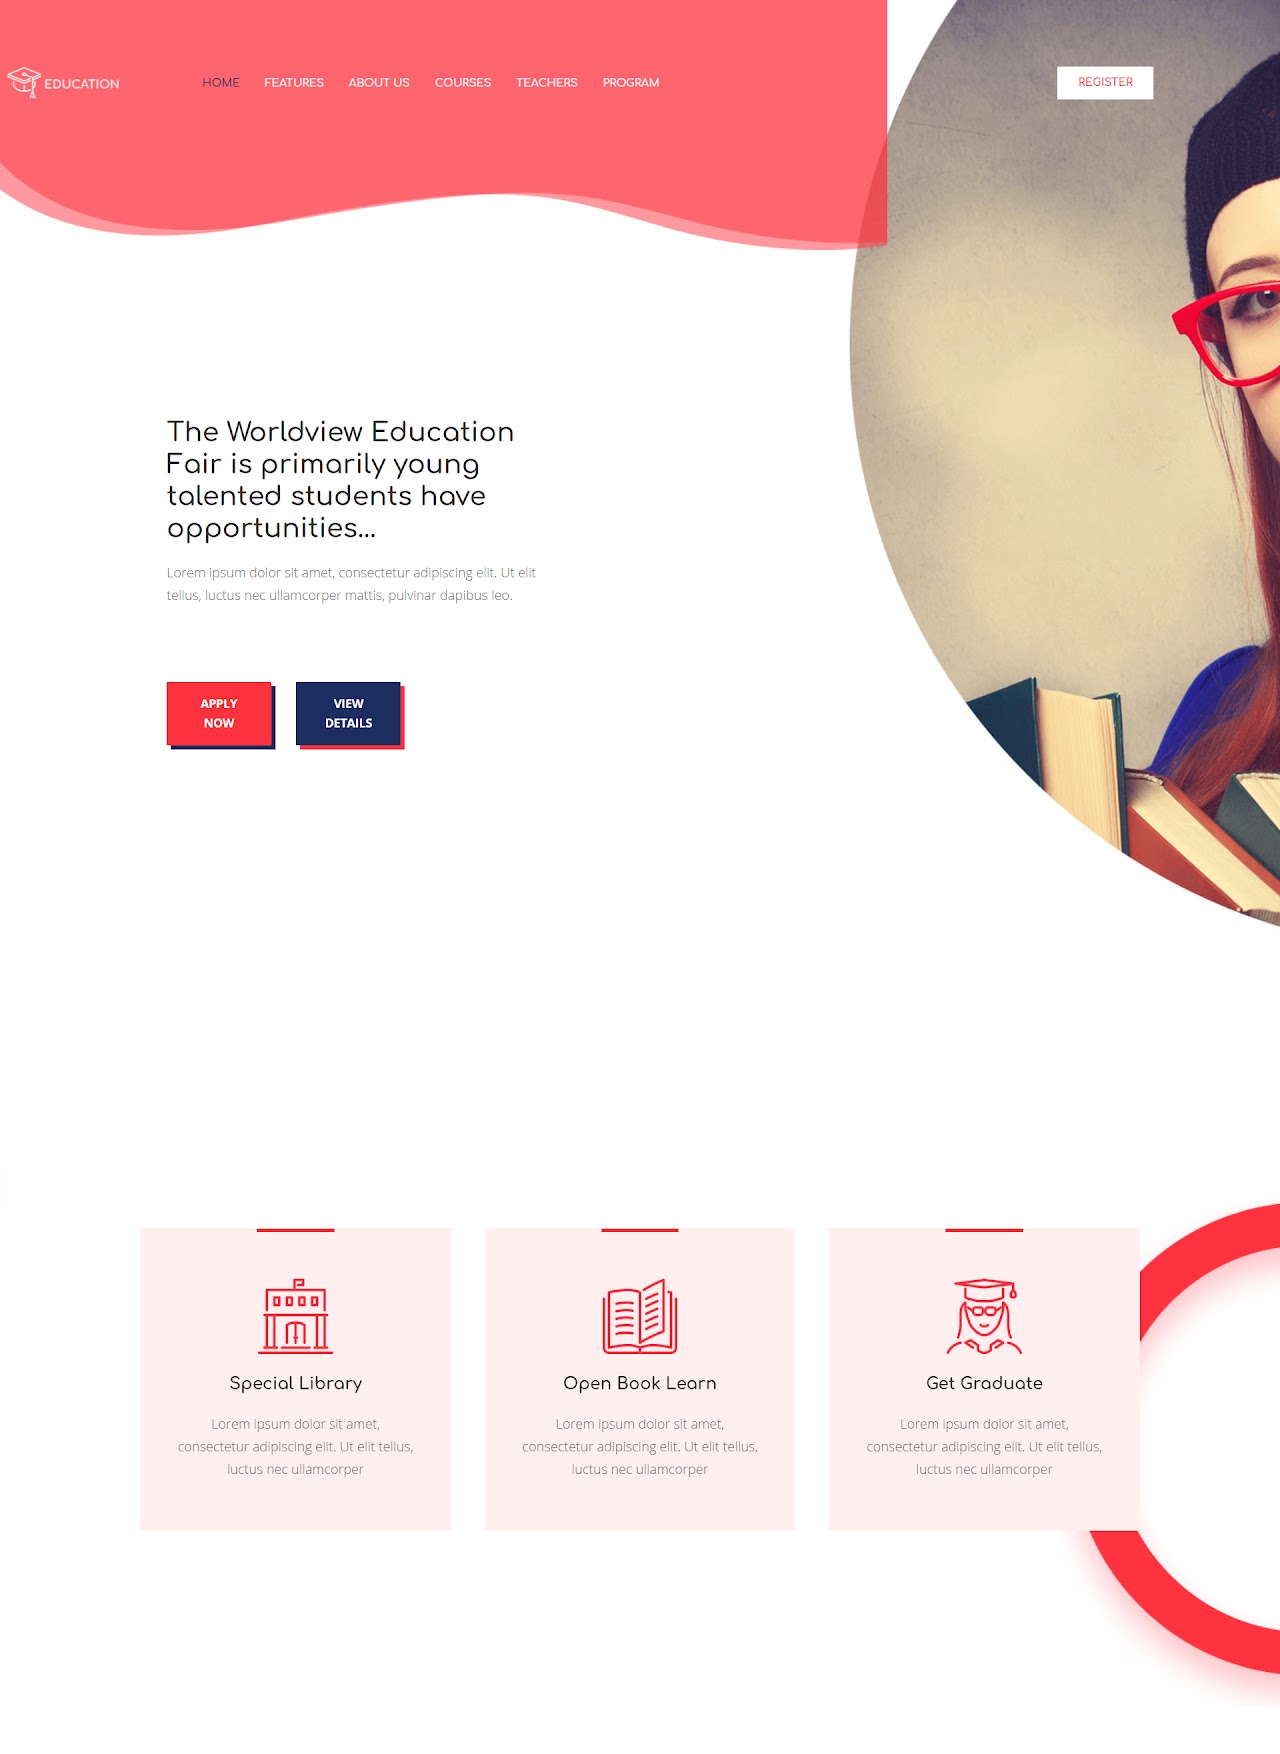 EDUCATION
HOME FEATURES ABOUT US COURSES TEACHERS PROGRAM
REGISTER
The Worldview Education
Fair is primarily young
talented students have
opportunities...
Lorem ipsum dolor sit amet, consectetur adipiscing elit. Ut elit
tellus, luctus nec ullamcorper mattis, pulvinar dapibus leo.
APPLY
NOW
VIEW
DETAILS
Special Library
Lorem ipsum dolor sit amet,
consectetur adipiscing elit. Ut elit tellus,
luctus nec ullamcorper
Open Book Learn
Lorem ipsum dolor sit amet,
consectetur adipiscing elit. Ut elit tellus,
luctus nec ullamcorper
Get Graduate
Lorem ipsum dolor sit amet,
consectetur adipiscing elit. Ut elit tellus,
luctus nec ullamcorper